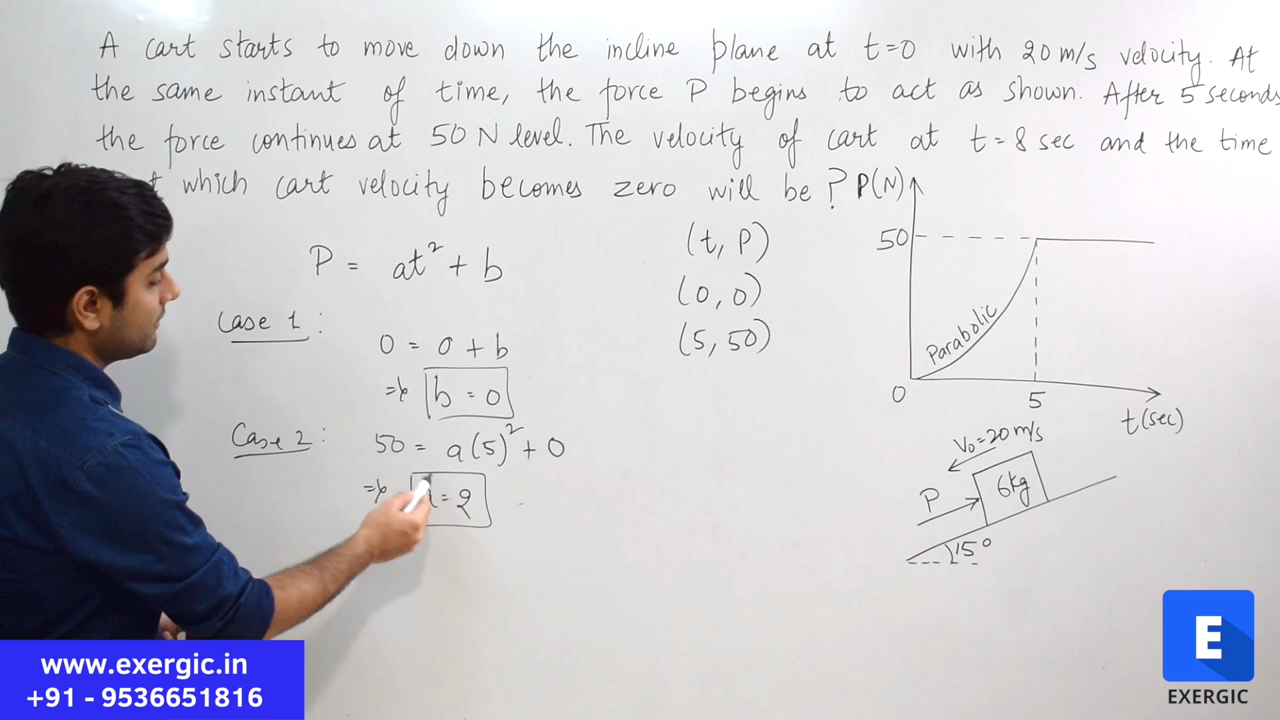 A cart starts to move down the incline plane at t=0 with 20 m/s velocity. At
the same instant of time, the force P begins to act as shown. After 5 seconds
the force continues at 50 N level. The velocity of cart at t = 8 sec and the time
which cart velocity becomes zero will be?
P = at² + b
(t, P)
(0, 0)
(5, 50)
Case 1 :
0 = 0 + b
⇒ b = 0
Case 2 :
50 = a(5)² + 0
⇒ = 2
P(N)
50
Parabolic
0
5
t(sec)
V₀ = 20 m/s
P
6kg
15°
www.exergic.in
+91 - 9536651816
E
EXERGIC